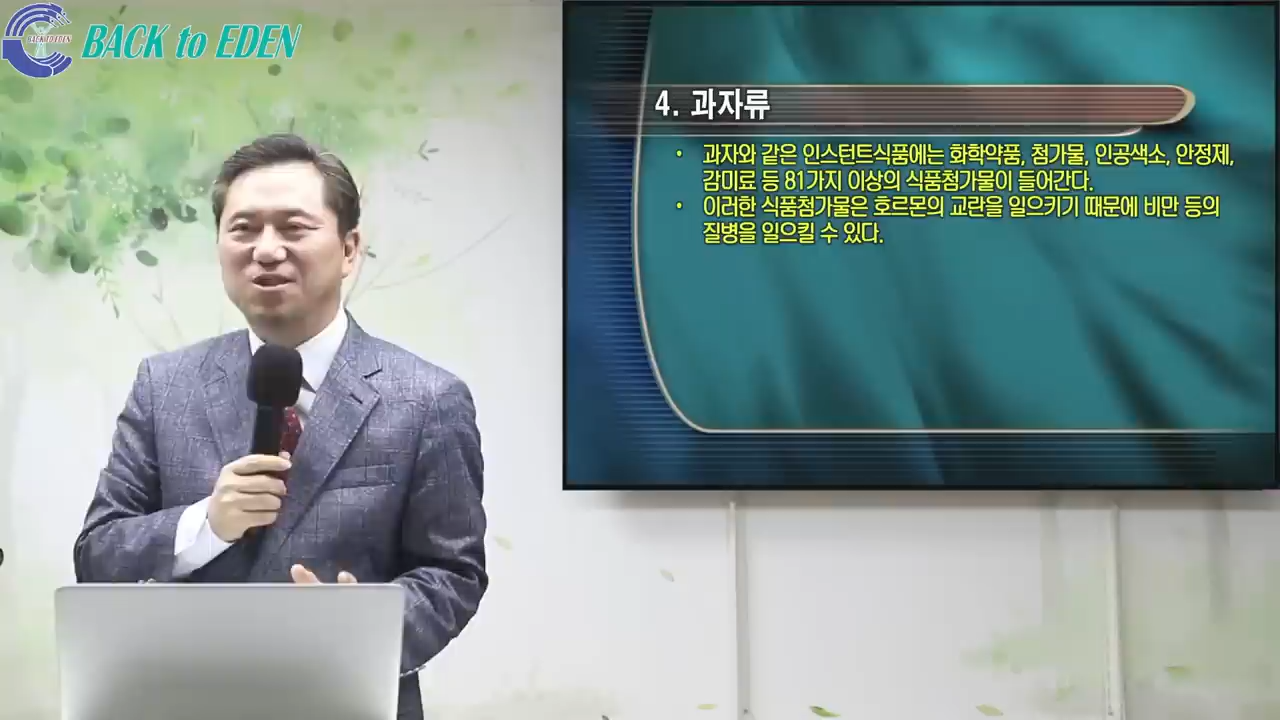 BACK to EDEN
BACK TO EDEN
4. 과자류
• 과자와 같은 인스턴트식품에는 화학약품, 첨가물, 인공색소, 안정제,
감미료 등 81가지 이상의 식품첨가물이 들어간다.
• 이러한 식품첨가물은 호르몬의 교란을 일으키기 때문에 비만 등의
질병을 일으킬 수 있다.